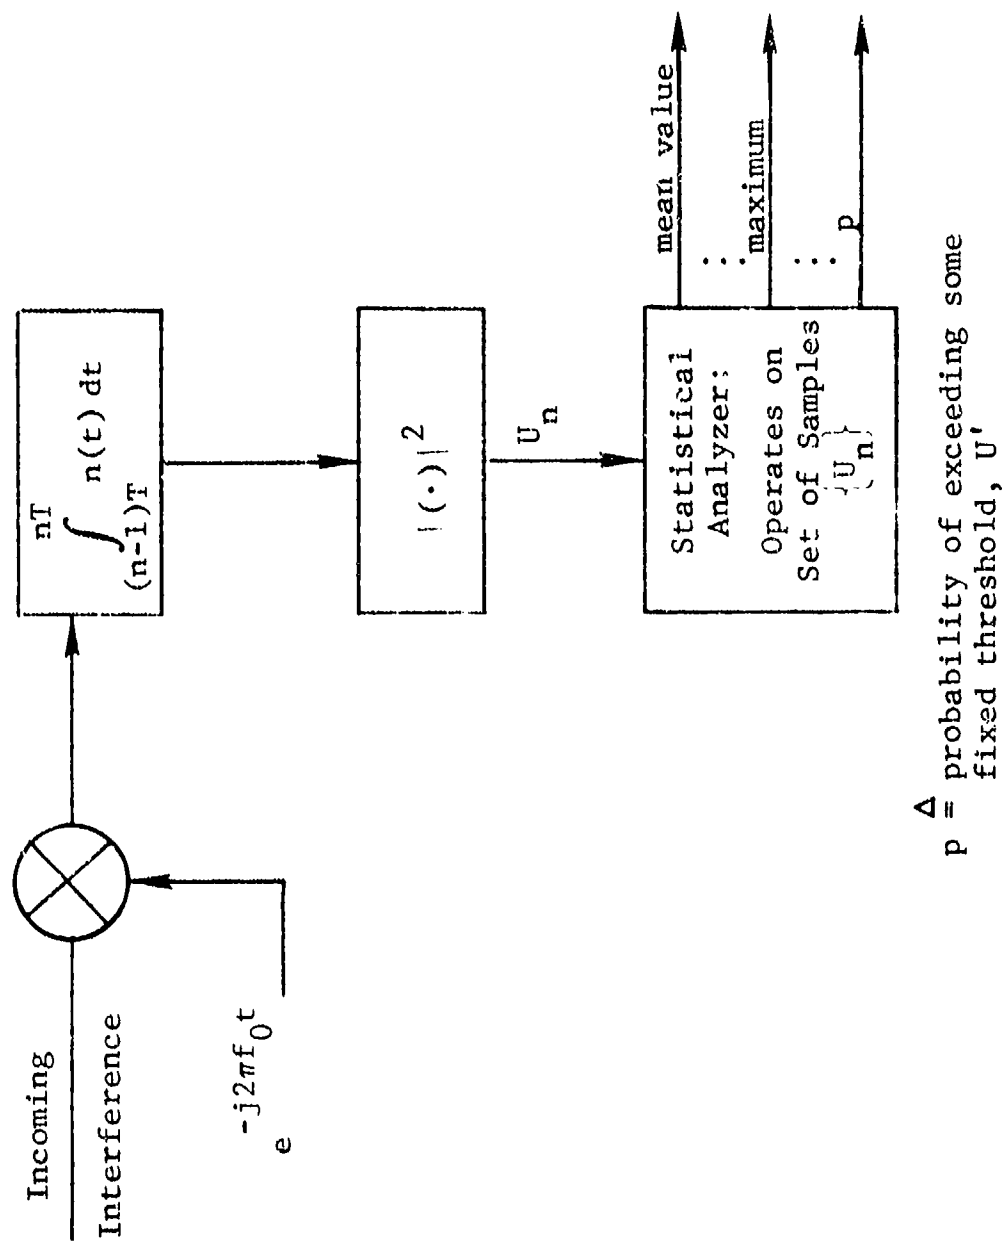 Incoming
Interference
e^{-j2πf_0t}
∫_{(n-1)T}^{nT} n(t) dt
|(·)|^2
U_n
Statistical
Analyzer:
Operates on
Set of Samples
{U_n}
mean value
...
maximum
...
p
p ≜ probability of exceeding some
fixed threshold, U'